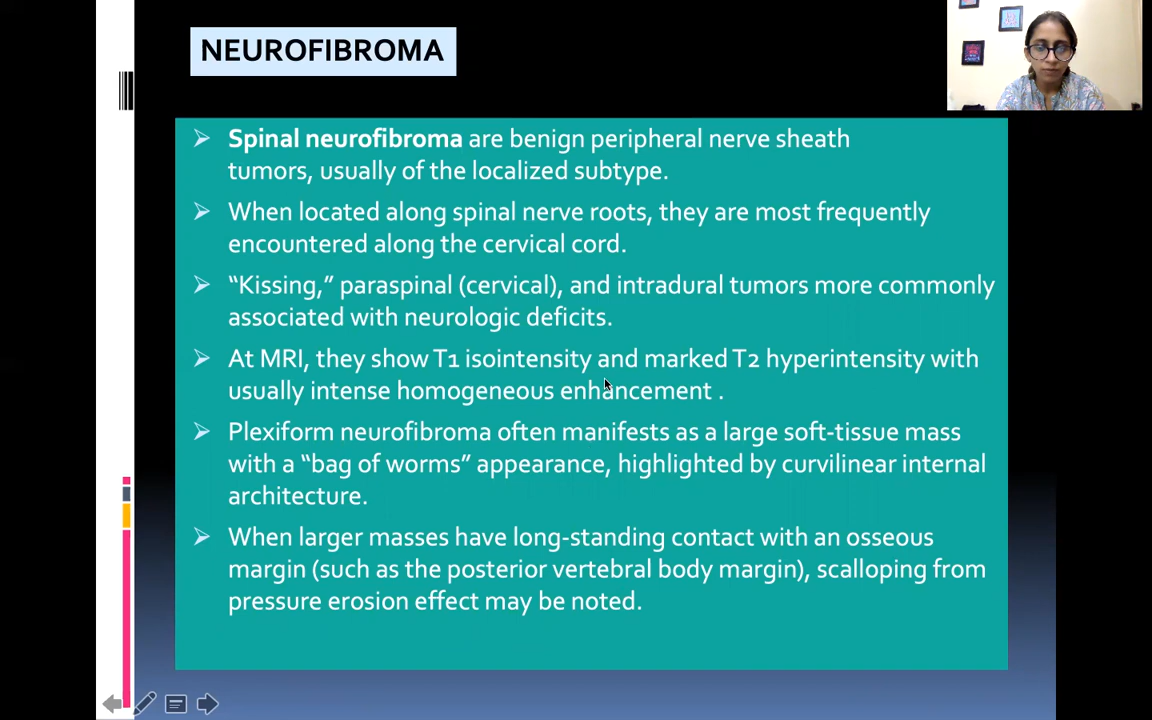 NEUROFIBROMA
Spinal neurofibroma are benign peripheral nerve sheath
tumors, usually of the localized subtype.
When located along spinal nerve roots, they are most frequently
encountered along the cervical cord.
“Kissing,” paraspinal (cervical), and intradural tumors more commonly
associated with neurologic deficits.
At MRI, they show T1 isointensity and marked T2 hyperintensity with
usually intense homogeneous enhancement .
Plexiform neurofibroma often manifests as a large soft-tissue mass
with a “bag of worms” appearance, highlighted by curvilinear internal
architecture.
When larger masses have long-standing contact with an osseous
margin (such as the posterior vertebral body margin), scalloping from
pressure erosion effect may be noted.